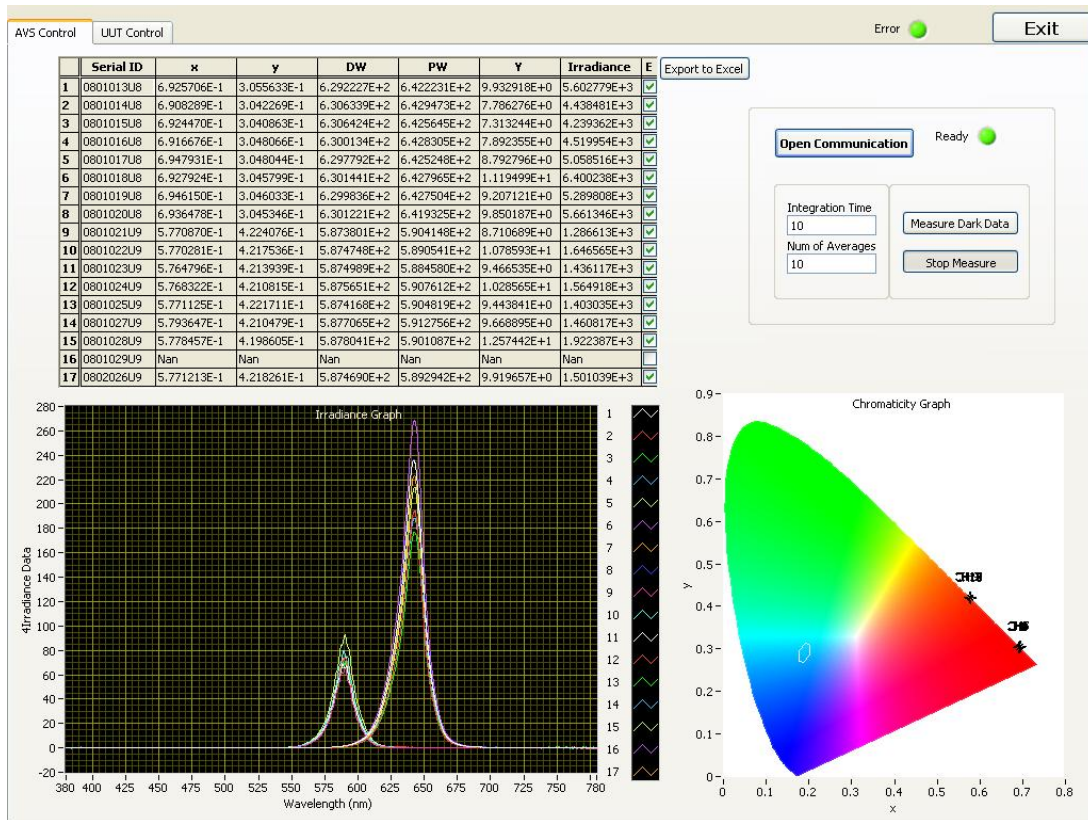 AVS Control UUT Control Error Exit
Serial ID x y DW PW Y Irradiance E Export to Excel
1 0801013U8 6.925706E-1 3.055633E-1 6.292227E+2 6.422231E+2 9.932918E+0 5.602779E+3
2 0801014U8 6.908289E-1 3.042269E-1 6.306339E+2 6.429473E+2 7.786276E+0 4.438481E+3
3 0801015U8 6.924470E-1 3.040863E-1 6.306424E+2 6.425645E+2 7.313244E+0 4.239362E+3
4 0801016U8 6.916676E-1 3.048066E-1 6.300134E+2 6.428305E+2 7.892355E+0 4.519954E+3
5 0801017U8 6.947931E-1 3.048044E-1 6.297792E+2 6.425248E+2 8.792796E+0 5.058516E+3
6 0801018U8 6.927924E-1 3.045799E-1 6.301441E+2 6.427965E+2 1.119499E+1 6.400238E+3
7 0801019U8 6.946150E-1 3.046033E-1 6.299836E+2 6.427504E+2 9.207121E+0 5.289808E+3
8 0801020U8 6.936478E-1 3.045346E-1 6.301221E+2 6.419325E+2 9.850187E+0 5.661346E+3
9 0801021U9 5.770870E-1 4.224076E-1 5.873801E+2 5.904148E+2 8.710689E+0 1.286613E+3
10 0801022U9 5.770281E-1 4.217536E-1 5.874748E+2 5.890541E+2 1.078593E+1 1.646565E+3
11 0801023U9 5.764796E-1 4.213939E-1 5.874989E+2 5.884580E+2 9.466535E+0 1.436117E+3
12 0801024U9 5.768322E-1 4.210815E-1 5.875651E+2 5.907612E+2 1.028565E+1 1.564918E+3
13 0801025U9 5.771125E-1 4.221711E-1 5.874168E+2 5.904819E+2 9.443841E+0 1.403035E+3
14 0801027U9 5.793647E-1 4.210479E-1 5.877065E+2 5.912756E+2 9.668895E+0 1.460817E+3
15 0801028U9 5.778457E-1 4.198605E-1 5.878041E+2 5.901087E+2 1.257442E+1 1.922387E+3
16 0801029U9 Nan Nan Nan Nan Nan Nan
17 0802026U9 5.771213E-1 4.218261E-1 5.874690E+2 5.892942E+2 9.919657E+0 1.501039E+3
Open Communication Ready
Integration Time
10
Num of Averages
10
Measure Dark Data
Stop Measure
Irradiance Graph
4Irradiance Data
280
260
240
220
200
180
160
140
120
100
80
60
40
20
0
-20
380 400 425 450 475 500 525 550 575 600 625 650 675 700 725 750 780
Wavelength (nm)
1
2
3
4
5
6
7
8
9
10
11
12
13
14
15
16
17
Chromaticity Graph
y
0.9
0.8
0.7
0.6
0.5
0.4
0.3
0.2
0.1
0
0 0.1 0.2 0.3 0.4 0.5 0.6 0.7 0.8
x